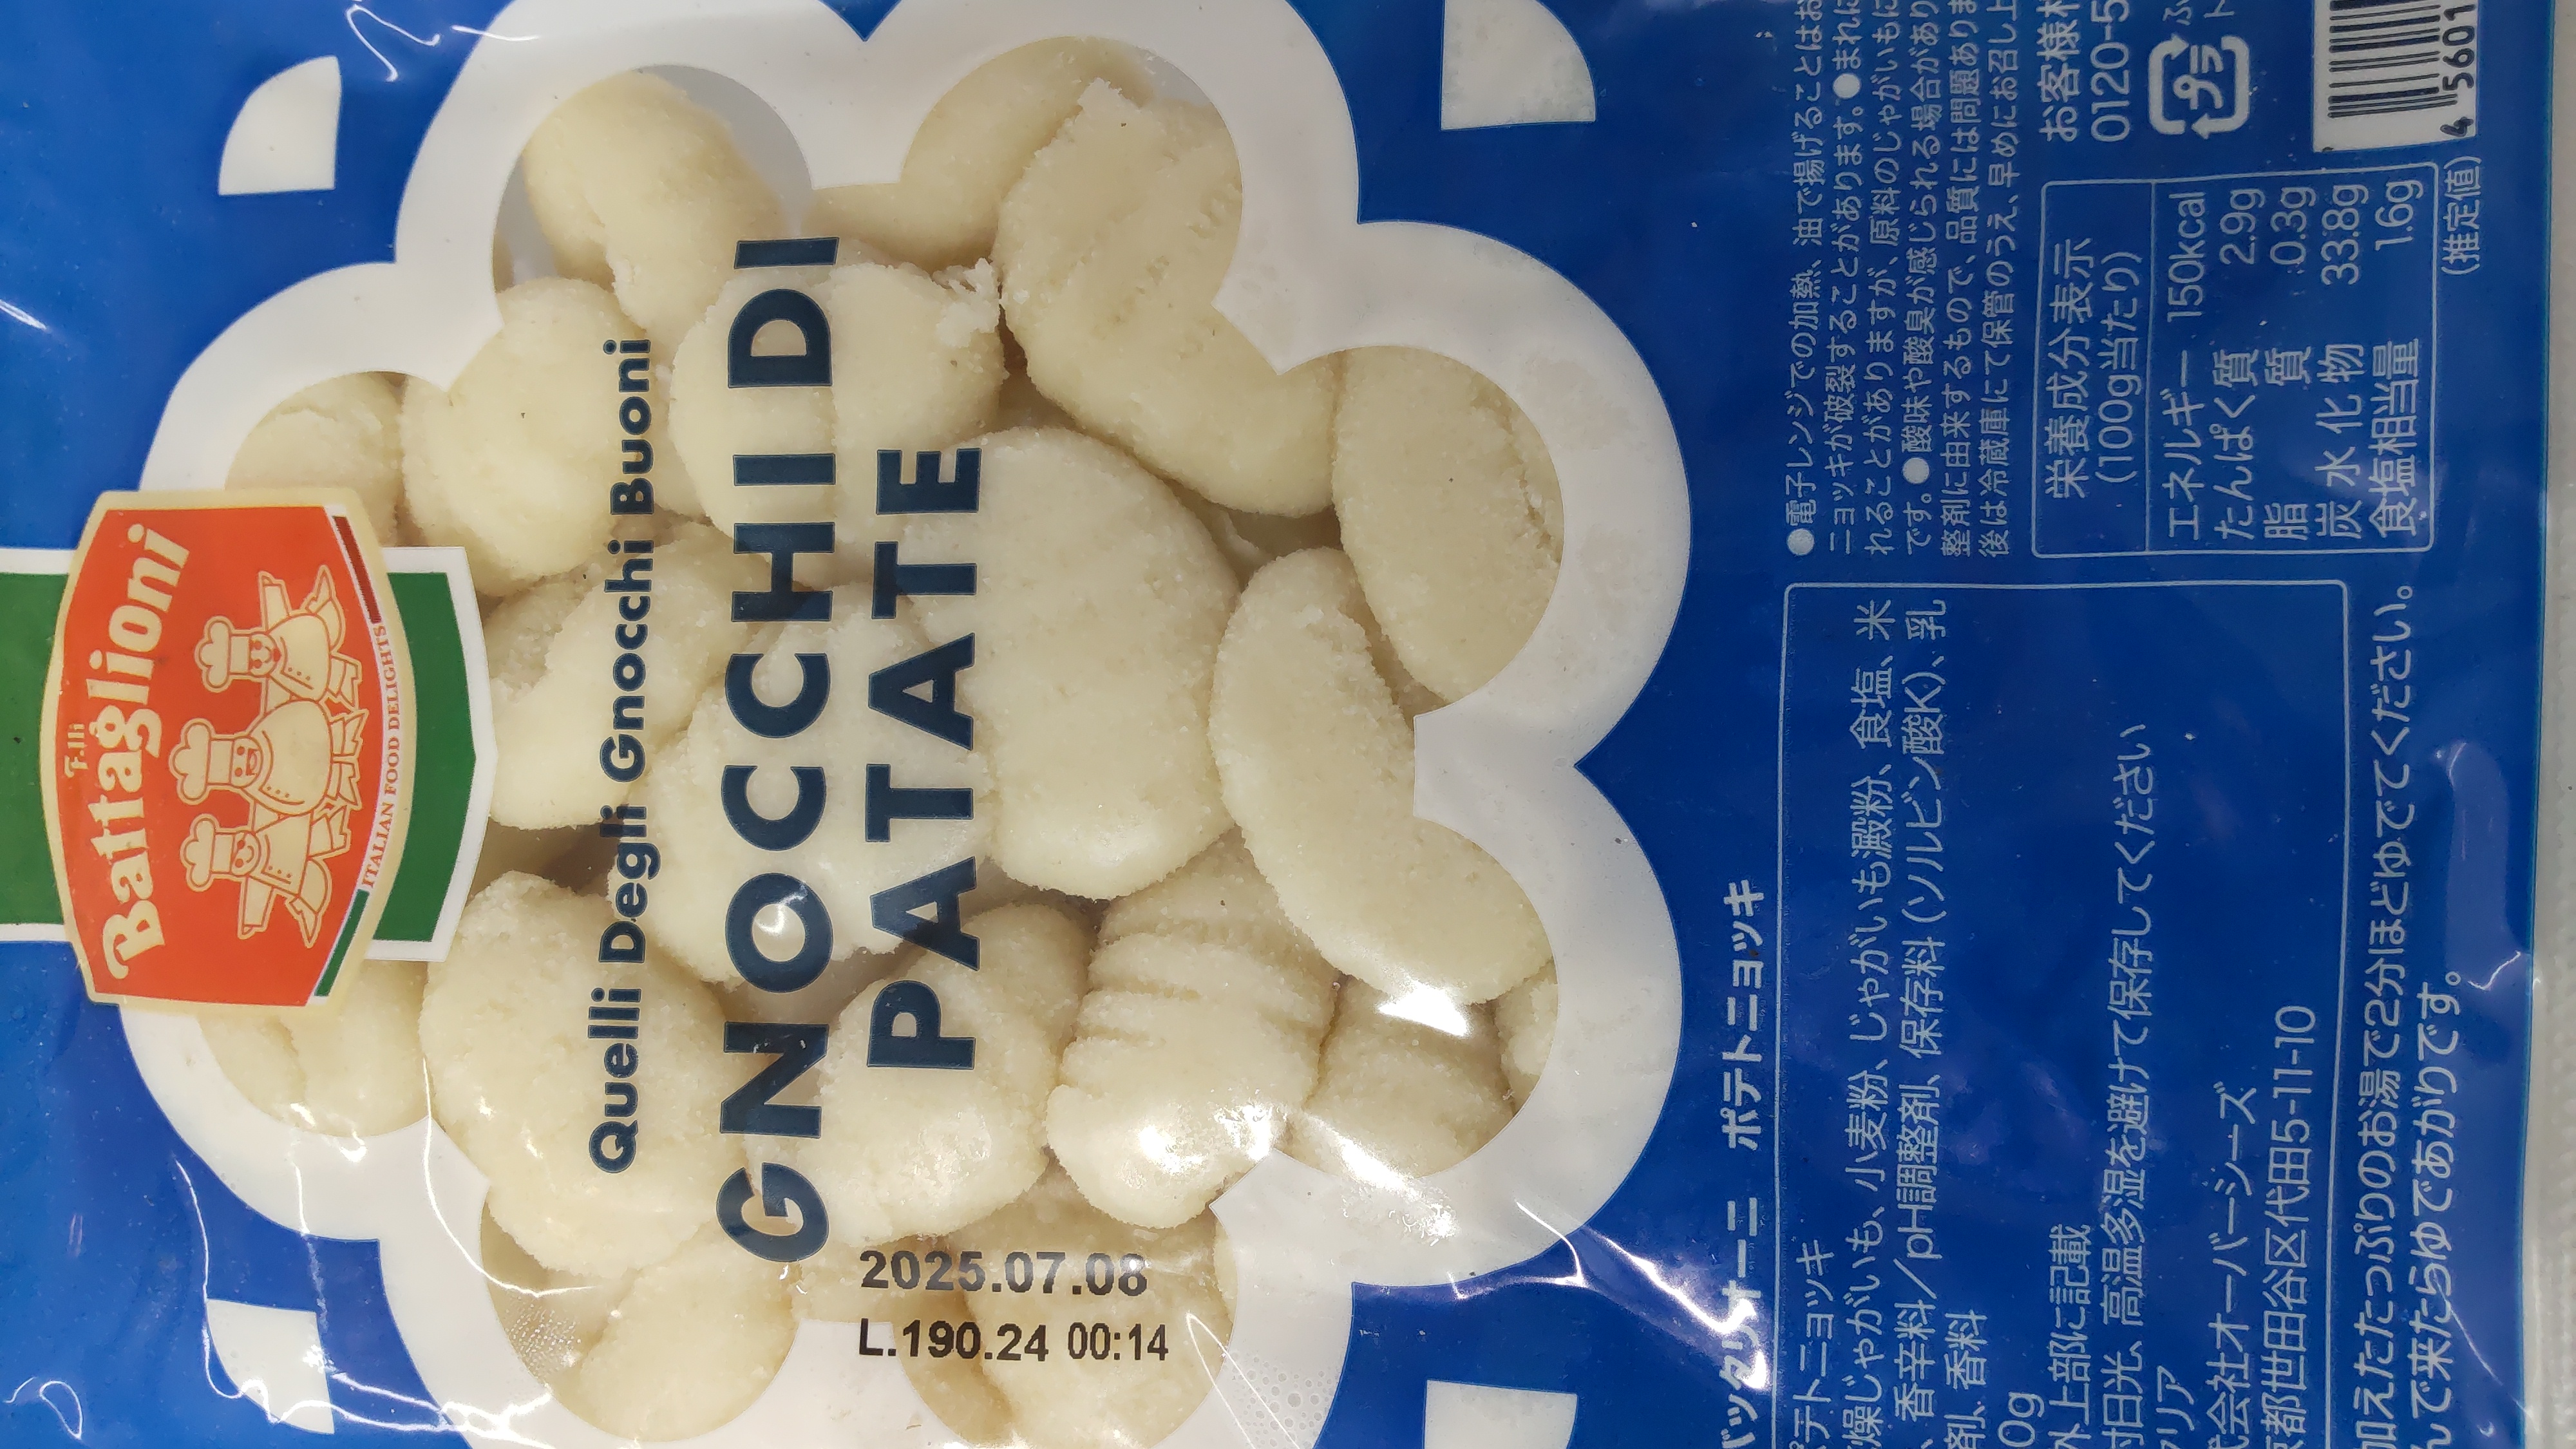 F.lli
Battaglioni
ITALIAN FOOD DELIGHTS
Quelli Degli Gnocchi Buoni
GNOCCHI DI
PATATE
2025.07.08
L.190.24 00:14
バッタリォーニ ポテトニョッキ
テトニョッキ
燥じゃがいも、小麦粉、じゃがいも澱粉、食塩、米
、香辛料／pH調整剤、保存料(ソルビン酸K)、乳
剤、香料
0g
外上部に記載
日光、高温多湿を避けて保存してください
リア
会社オーバーシーズ
都世田谷区代田5-11-10
加えたたっぷりのお湯で2分ほどゆでてください。
んで来たらゆであがりです。
●電子レンジでの加熱、油で揚げることはお
ニョッキが破裂することがあります。●まれに
れることがありますが、原料のじゃがいもに
です。●酸味や酸臭が感じられる場合があり
整剤に由来するもので、品質には問題ありま
後は冷蔵庫にて保管のうえ、早めにお召し上
栄養成分表示
(100g当たり)
エネルギー 150kcal
たんぱく質 2.9g
脂質 0.3g
炭水化物 33.8g
食塩相当量 1.6g
(推定値)
お客様
0120-5
プラ
4 5601